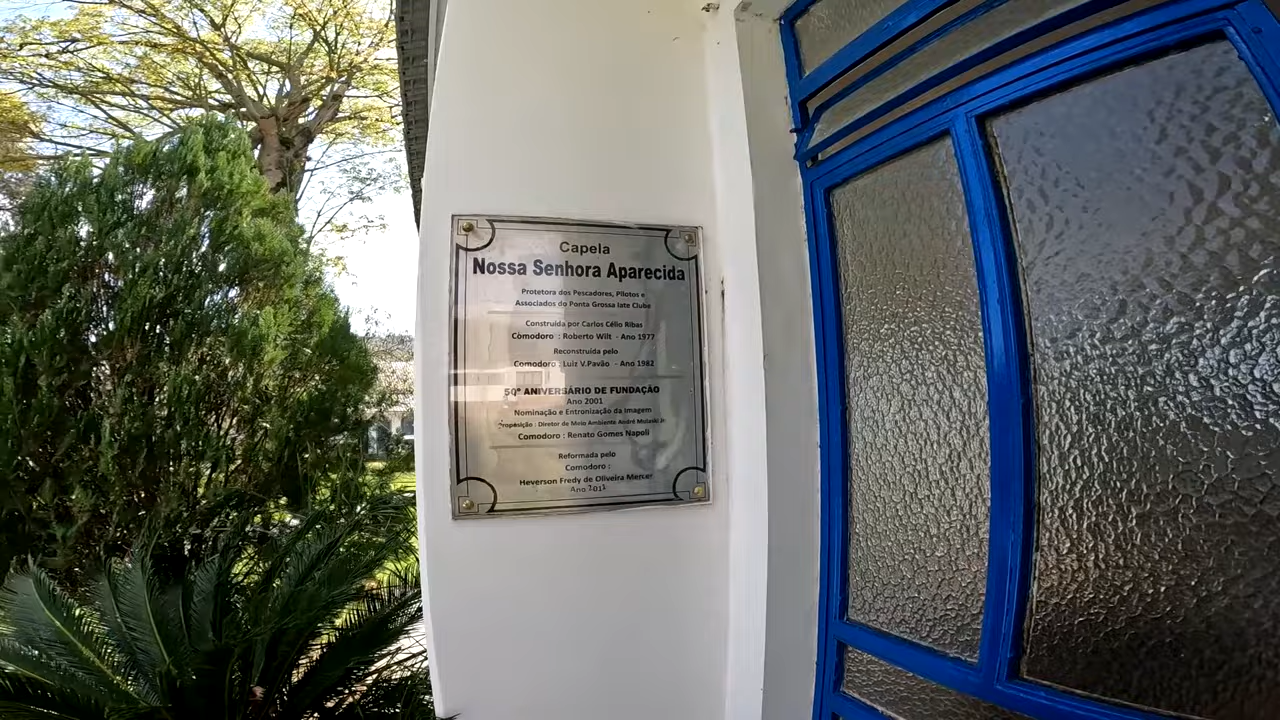 Capela
Nossa Senhora Aparecida
Protetora dos Pescadores, Pilotos e
Associados do Ponta Grossa Iate Clube
Construída por Carlos Célio Ribas
Comodoro : Roberto Wilt - Ano 1977
Reconstruída pelo
Comodoro : Luiz V.Pavão - Ano 1982
50º ANIVERSÁRIO DE FUNDAÇÃO
Ano 2001
Nominação e Entronização da Imagem
Proposição : Diretor de Meio Ambiente André
Comodoro : Renato Gomes Napoli
Reformada pelo
Comodoro :
Heverson Fredy de Oliveira Mercer
Ano